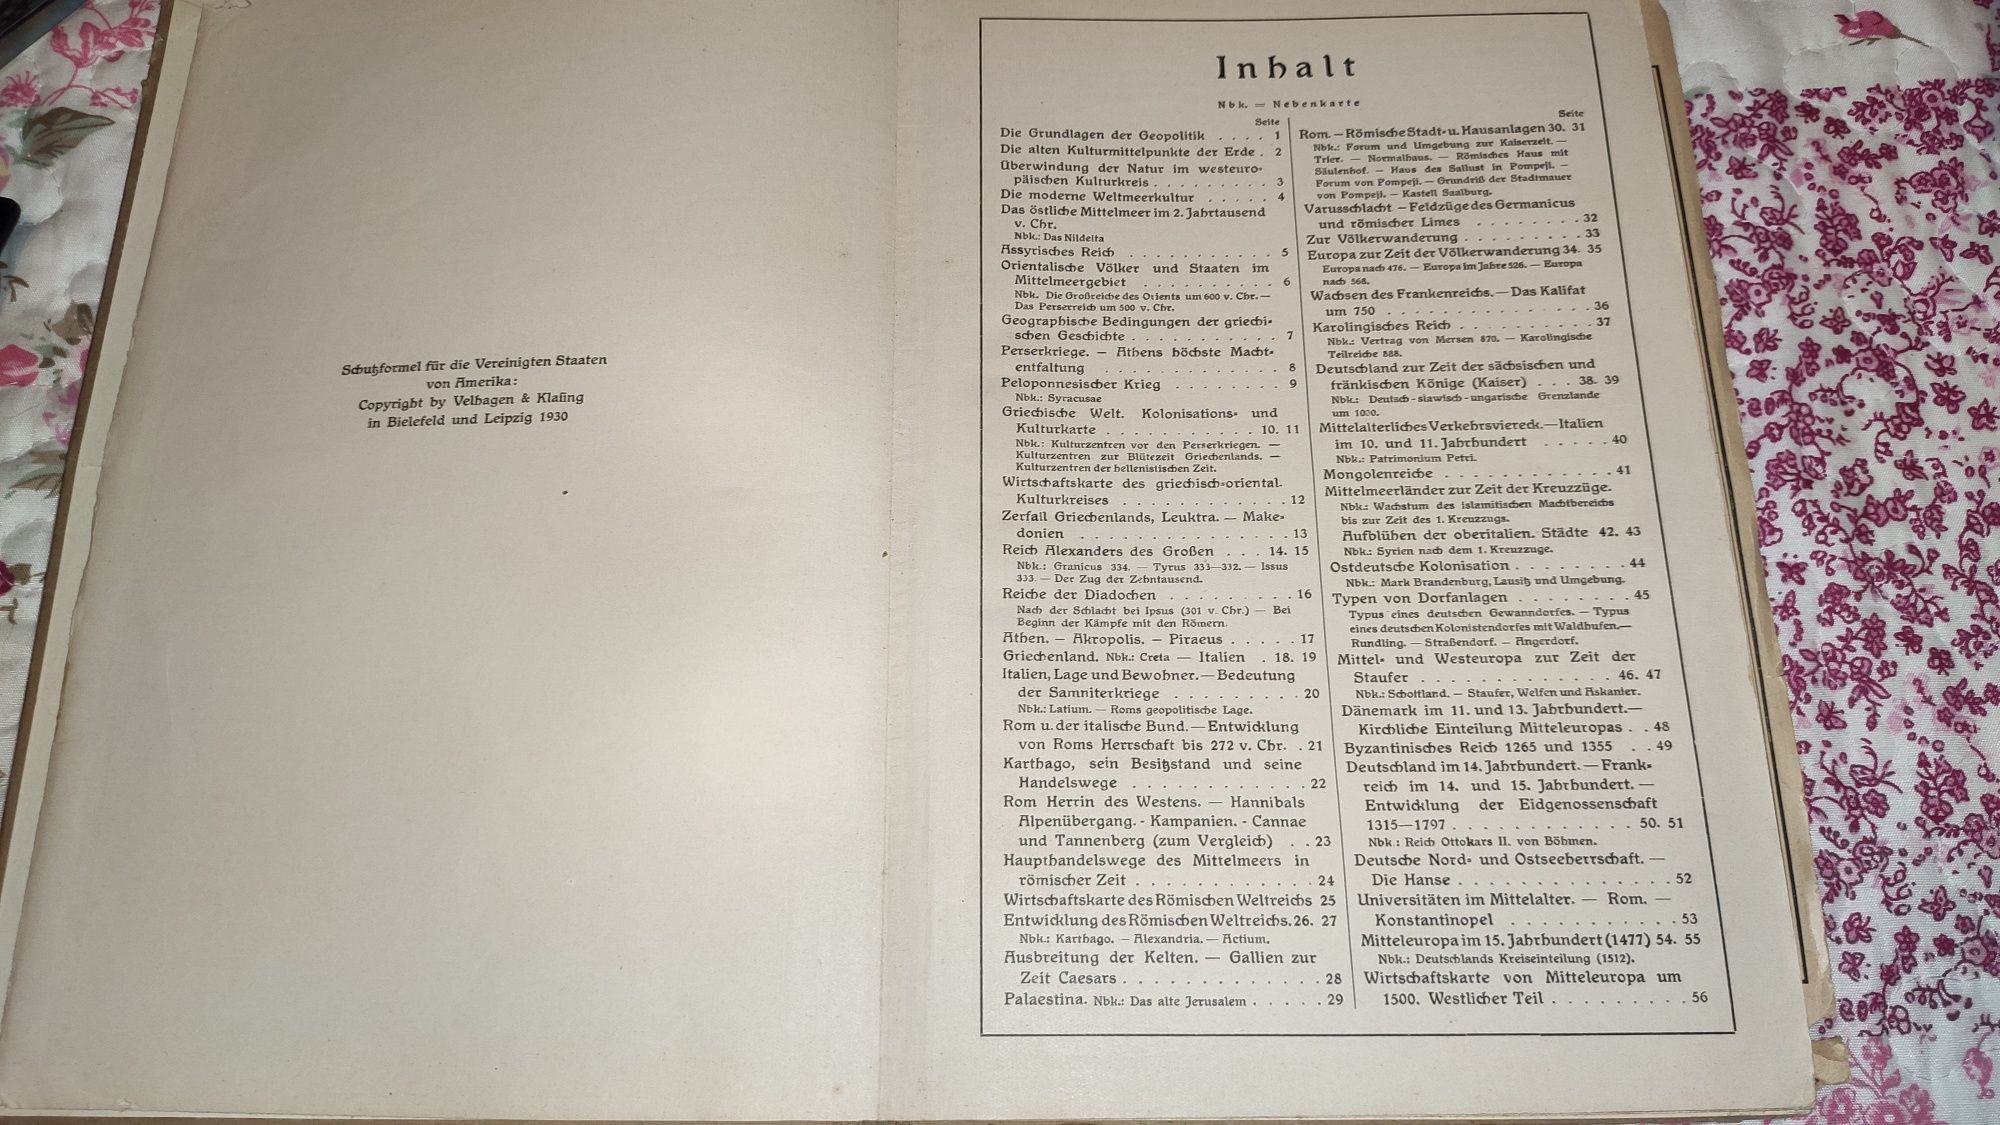 Schutzformel für die Vereinigten Staaten
von Amerika:
Copyright by Velhagen & Klasing
in Bielefeld und Leipzig 1930
Inhalt
Nbk. = Nebenkarte
Seite
Die Grundlagen der Geopolitik . . . . 1
Die alten Kulturmittelpunkte der Erde . 2
Überwindung der Natur im westeuro-
päischen Kulturkreis . . . . . . . . . 3
Die moderne Weltmeerkultur . . . . . 4
Das östliche Mittelmeer im 2. Jahrtausend
v. Chr.
Nbk.: Das Nildelta
Assyrisches Reich . . . . . . . . . . . 5
Orientalische Völker und Staaten im
Mittelmeergebiet . . . . . . . . . . 6
Nbk. Die Großreiche des Orients um 600 v. Chr. —
Das Perserreich um 500 v. Chr.
Geographische Bedingungen der griechi-
schen Geschichte . . . . . . . . . . . 7
Perserkriege. — Athens höchste Macht-
entfaltung . . . . . . . . . . . . . 8
Peloponnesischer Krieg . . . . . . . . 9
Nbk.: Syracusae
Griechische Welt. Kolonisations- und
Kulturkarte . . . . . . . . . . . 10. 11
Nbk.: Kulturzentren vor den Perserkriegen. —
Kulturzentren zur Blütezeit Griechenlands. —
Kulturzentren der hellenistischen Zeit.
Wirtschaftskarte des griechisch-oriental.
Kulturkreises . . . . . . . . . . . . 12
Zerfall Griechenlands, Leuktra. — Make-
donien . . . . . . . . . . . . . . . 13
Reich Alexanders des Großen . . . 14. 15
Nbk.: Granicus 334. — Tyrus 333—332. — Issus
333. — Der Zug der Zehntausend.
Reiche der Diadochen . . . . . . . . . 16
Nach der Schlacht bei Ipsus (301 v. Chr.) — Bei
Beginn der Kämpfe mit den Römern.
Athen. — Akropolis. — Piraeus . . . . . 17
Griechenland. Nbk.: Creta — Italien . 18. 19
Italien, Lage und Bewohner. — Bedeutung
der Samniterkriege . . . . . . . . . 20
Nbk.: Latium. — Roms geopolitische Lage.
Rom u. der italische Bund. — Entwicklung
von Roms Herrschaft bis 272 v. Chr. . 21
Karthago, sein Besitzstand und seine
Handelswege . . . . . . . . . . . . 22
Rom Herrin des Westens. — Hannibals
Alpenübergang. - Kampanien. - Cannae
und Tannenberg (zum Vergleich) . . 23
Haupthandelswege des Mittelmeers in
römischer Zeit . . . . . . . . . . . . 24
Wirtschaftskarte des Römischen Weltreichs 25
Entwicklung des Römischen Weltreichs. 26. 27
Nbk.: Karthago. — Alexandria. — Actium.
Ausbreitung der Kelten. — Gallien zur
Zeit Caesars . . . . . . . . . . . . . 28
Palaestina. Nbk.: Das alte Jerusalem . . . . . 29
Seite
Rom. — Römische Stadt- u. Hausanlagen 30. 31
Nbk.: Forum und Umgebung zur Kaiserzeit. —
Trier. — Normalhaus. — Römisches Haus mit
Säulenhof. — Haus des Sallust in Pompeji. —
Forum von Pompeji. — Grundriß der Stadtmauer
von Pompeji. — Kastell Saalburg.
Varusschlacht — Feldzüge des Germanicus
und römischer Limes . . . . . . . . 32
Zur Völkerwanderung . . . . . . . . . 33
Europa zur Zeit der Völkerwanderung 34. 35
Europa nach 476. — Europa im Jahre 526. — Europa
nach 568.
Wachsen des Frankenreichs. — Das Kalifat
um 750 . . . . . . . . . . . . . . . 36
Karolingisches Reich . . . . . . . . . . 37
Nbk.: Vertrag von Mersen 870. — Karolingische
Teilreiche 888.
Deutschland zur Zeit der sächsischen und
fränkischen Könige (Kaiser) . . . 38. 39
Nbk.: Deutsch-slawisch-ungarische Grenzlande
um 1000.
Mittelalterliches Verkehrsviereck. — Italien
im 10. und 11. Jahrhundert . . . . . 40
Nbk.: Patrimonium Petri.
Mongolenreiche . . . . . . . . . . . . 41
Mittelmeerländer zur Zeit der Kreuzzüge.
Nbk.: Wachstum des islamitischen Machtbereichs
bis zur Zeit des 1. Kreuzzugs.
Aufblühen der oberitalien. Städte 42. 43
Nbk.: Syrien nach dem 1. Kreuzzuge.
Ostdeutsche Kolonisation . . . . . . . . 44
Nbk.: Mark Brandenburg, Lausitz und Umgebung.
Typen von Dorfanlagen . . . . . . . . 45
Typus eines deutschen Gewanndorfes. — Typus
eines deutschen Kolonistendorfes mit Waldhufen. —
Rundling. — Straßendorf. — Angerdorf.
Mittel- und Westeuropa zur Zeit der
Staufer . . . . . . . . . . . . . 46. 47
Nbk.: Schottland. — Staufer, Welfen und Askanier.
Dänemark im 11. und 13. Jahrhundert. —
Kirchliche Einteilung Mitteleuropas . . 48
Byzantinisches Reich 1265 und 1355 . . 49
Deutschland im 14. Jahrhundert. — Frank-
reich im 14. und 15. Jahrhundert. —
Entwicklung der Eidgenossenschaft
1315—1797 . . . . . . . . . . . . 50. 51
Nbk.: Reich Ottokars II. von Böhmen.
Deutsche Nord- und Ostseeherrschaft. —
Die Hanse . . . . . . . . . . . . . . 52
Universitäten im Mittelalter. — Rom. —
Konstantinopel . . . . . . . . . . . 53
Mitteleuropa im 15. Jahrhundert (1477) 54. 55
Nbk.: Deutschlands Kreiseinteilung (1512).
Wirtschaftskarte von Mitteleuropa um
1500. Westlicher Teil . . . . . . . . . 56